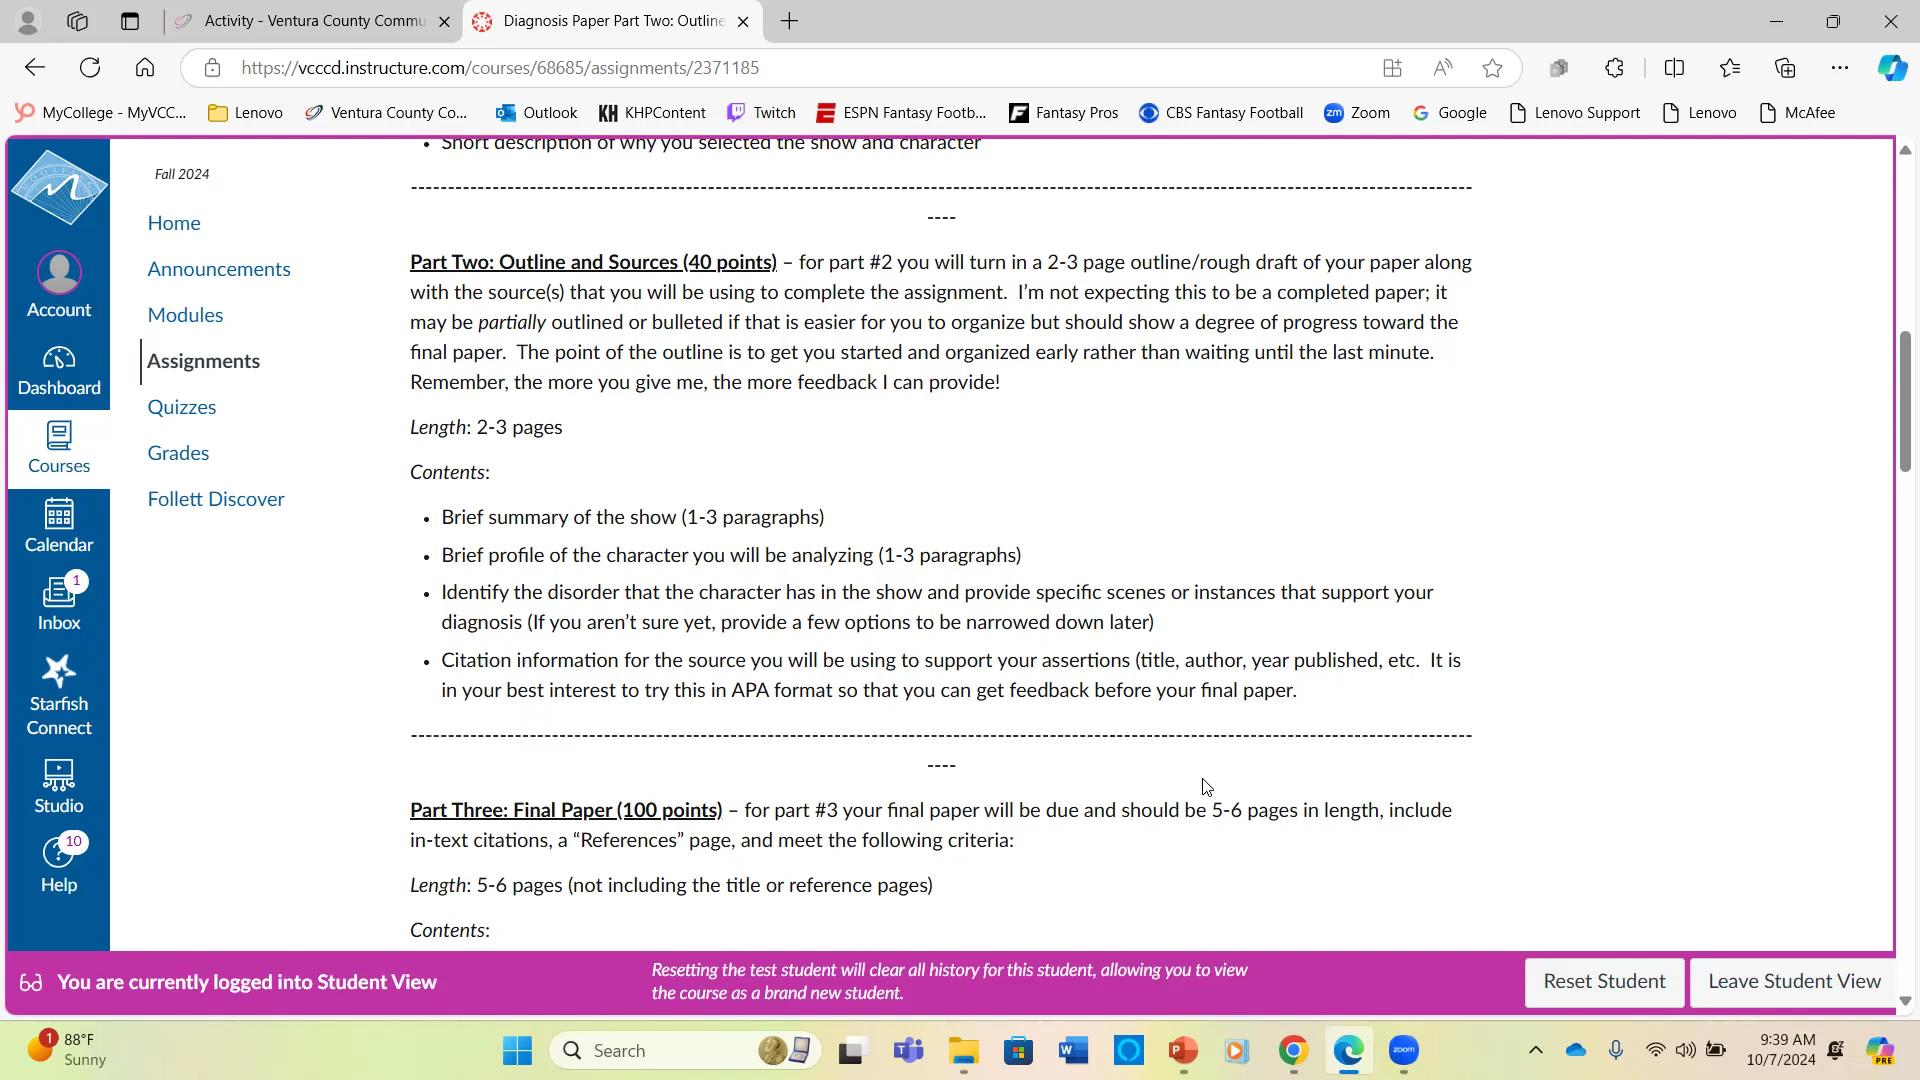 Activity - Ventura County Commu
Diagnosis Paper Part Two: Outline
https://vcccd.instructure.com/courses/68685/assignments/2371185
MyCollege - MyVCC...
Lenovo
Ventura County Co...
Outlook
KH KHPContent
Twitch
ESPN Fantasy Footb...
Fantasy Pros
CBS Fantasy Football
zm Zoom
Google
Lenovo Support
Lenovo
McAfee
MOORPARK
Account
Dashboard
Courses
Calendar
1
Inbox
Starfish
Connect
Studio
10
Help
Fall 2024
Home
Announcements
Modules
Assignments
Quizzes
Grades
Follett Discover
• Short description of why you selected the show and character
--------------------------------------------------------------------------------------------------------------------------------------------------
----
Part Two: Outline and Sources (40 points) – for part #2 you will turn in a 2-3 page outline/rough draft of your paper along
with the source(s) that you will be using to complete the assignment.  I'm not expecting this to be a completed paper; it
may be partially outlined or bulleted if that is easier for you to organize but should show a degree of progress toward the
final paper.  The point of the outline is to get you started and organized early rather than waiting until the last minute.
Remember, the more you give me, the more feedback I can provide!
Length: 2-3 pages
Contents:
• Brief summary of the show (1-3 paragraphs)
• Brief profile of the character you will be analyzing (1-3 paragraphs)
• Identify the disorder that the character has in the show and provide specific scenes or instances that support your
diagnosis (If you aren't sure yet, provide a few options to be narrowed down later)
• Citation information for the source you will be using to support your assertions (title, author, year published, etc.  It is
in your best interest to try this in APA format so that you can get feedback before your final paper.
--------------------------------------------------------------------------------------------------------------------------------------------------
----
Part Three: Final Paper (100 points) – for part #3 your final paper will be due and should be 5-6 pages in length, include
in-text citations, a “References” page, and meet the following criteria:
Length: 5-6 pages (not including the title or reference pages)
Contents:
You are currently logged into Student View
Resetting the test student will clear all history for this student, allowing you to view
the course as a brand new student.
Reset Student
Leave Student View
1
88°F
Sunny
Search
zoom
9:39 AM
10/7/2024
PRE